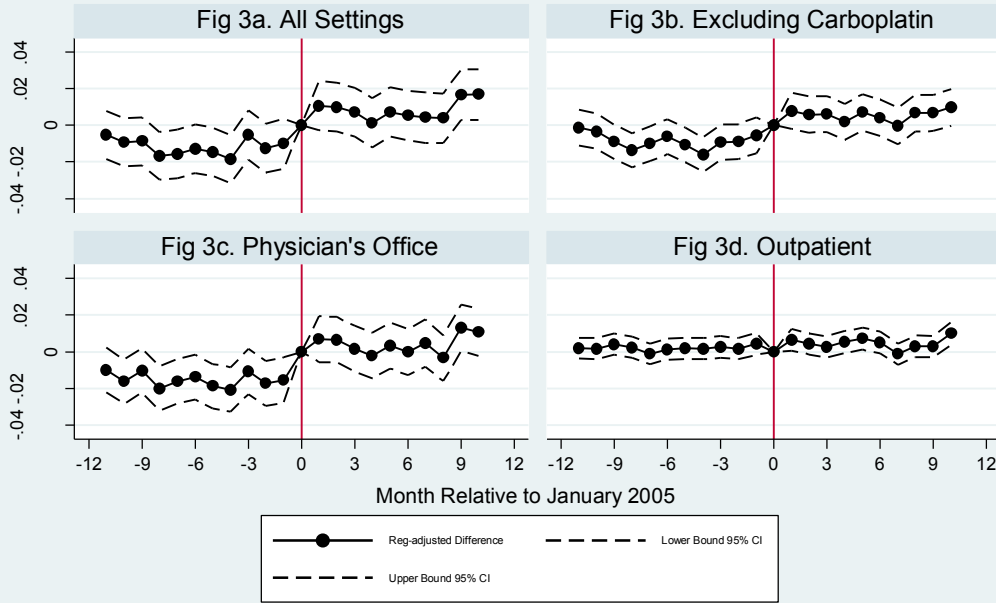 Fig 3a. All Settings
Fig 3b. Excluding Carboplatin
.04
.02
0
-.02
-.04
Fig 3c. Physician's Office
Fig 3d. Outpatient
.04
.02
0
-.02
-.04
-12 -9 -6 -3 0 3 6 9 12
-12 -9 -6 -3 0 3 6 9 12
Month Relative to January 2005
Reg-adjusted Difference
Lower Bound 95% CI
Upper Bound 95% CI